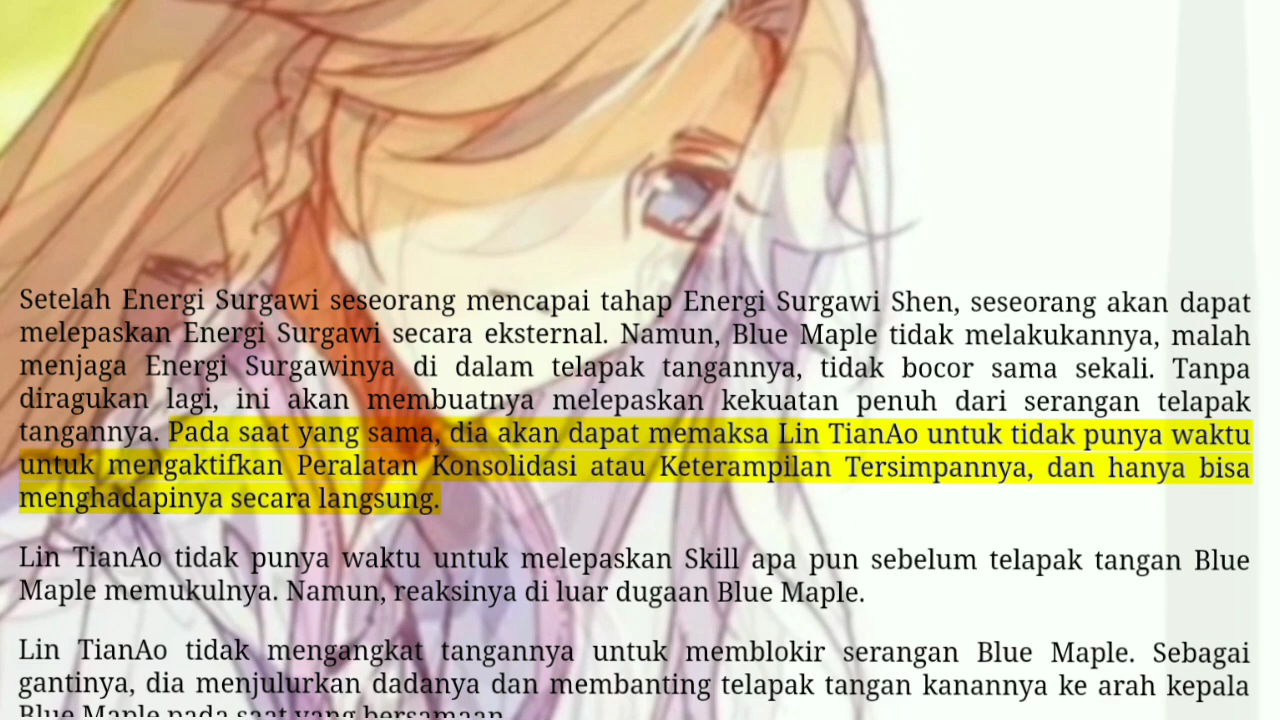 Setelah Energi Surgawi seseorang mencapai tahap Energi Surgawi Shen, seseorang akan dapat
melepaskan Energi Surgawi secara eksternal. Namun, Blue Maple tidak melakukannya, malah
menjaga Energi Surgawinya di dalam telapak tangannya, tidak bocor sama sekali. Tanpa
diragukan lagi, ini akan membuatnya melepaskan kekuatan penuh dari serangan telapak
tangannya. Pada saat yang sama, dia akan dapat memaksa Lin TianAo untuk tidak punya waktu
untuk mengaktifkan Peralatan Konsolidasi atau Keterampilan Tersimpannya, dan hanya bisa
menghadapinya secara langsung.
Lin TianAo tidak punya waktu untuk melepaskan Skill apa pun sebelum telapak tangan Blue
Maple memukulnya. Namun, reaksinya di luar dugaan Blue Maple.
Lin TianAo tidak mengangkat tangannya untuk memblokir serangan Blue Maple. Sebagai
gantinya, dia menjulurkan dadanya dan membanting telapak tangan kanannya ke arah kepala
Blue Maple pada saat yang bersamaan.